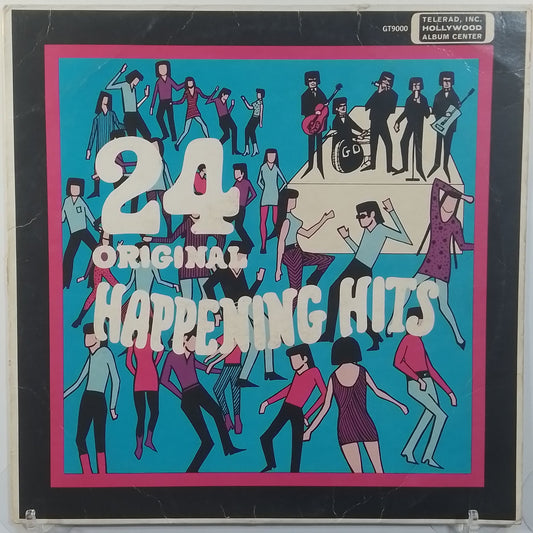 GT9000
TELERAD, INC.
HOLLYWOOD
ALBUM CENTER
24
ORIGINAL
HAPPENING HITS
GD